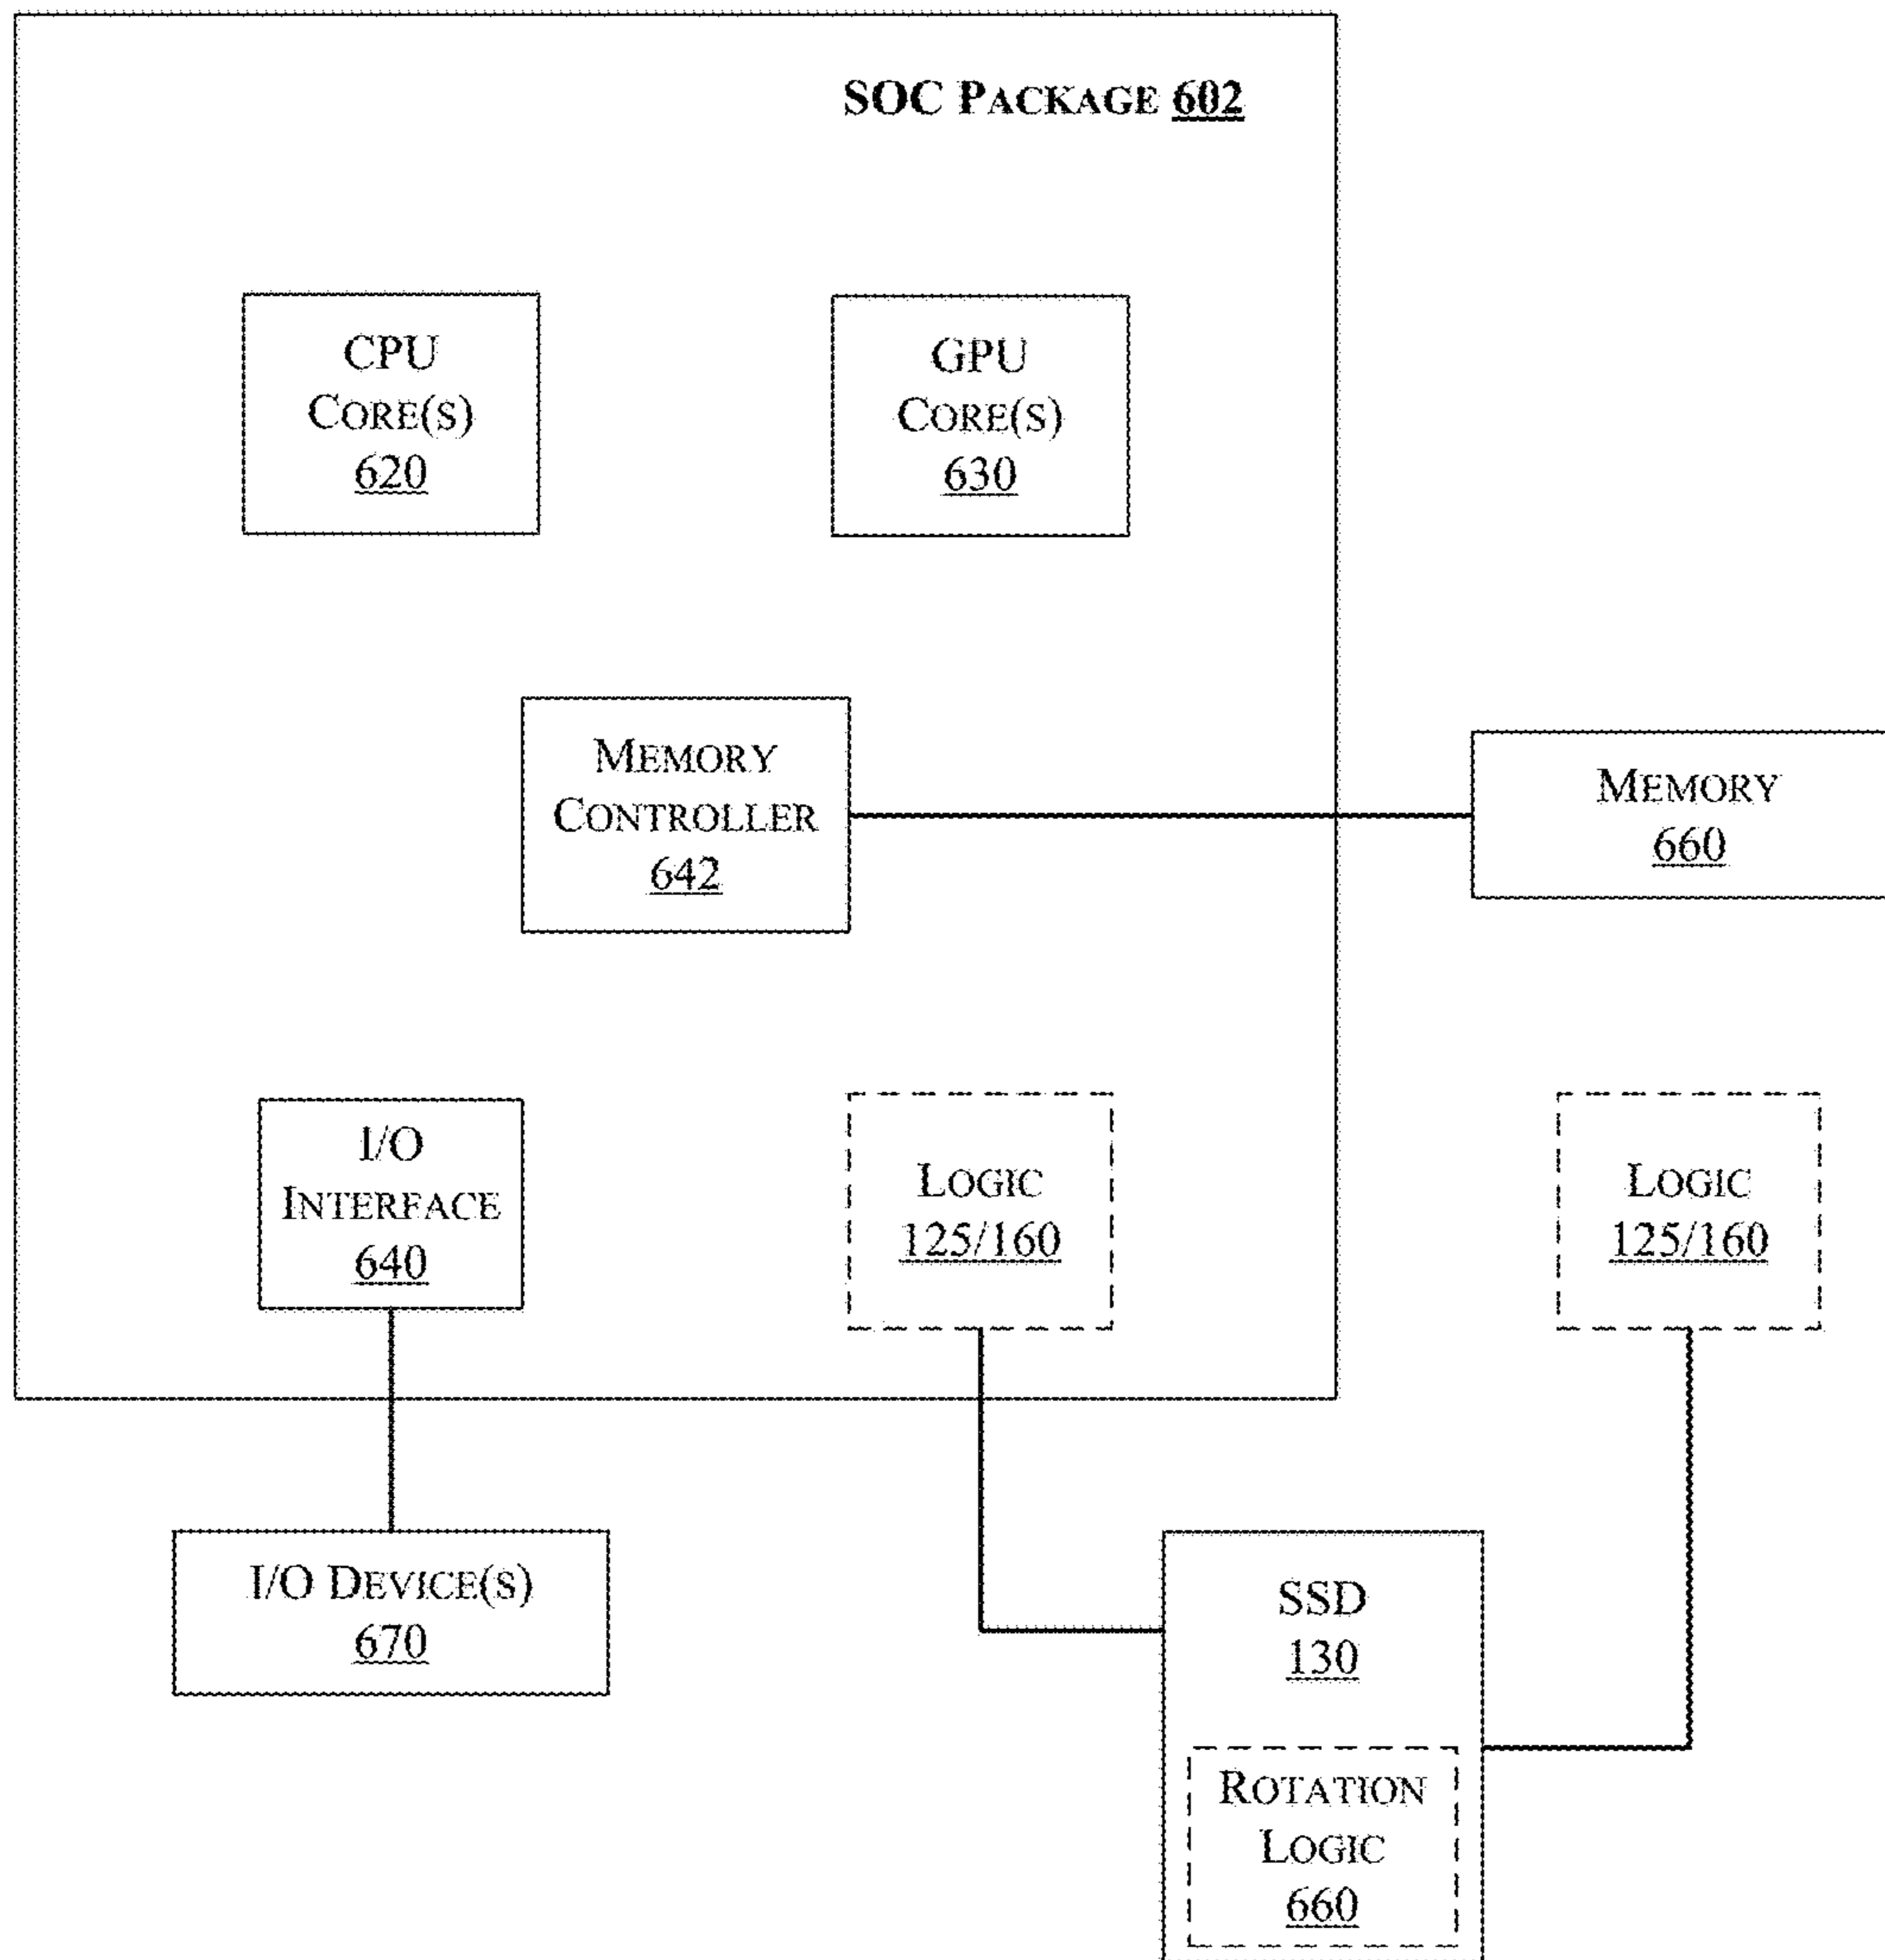 SOC PACKAGE 602
CPU
CORE(S)
620
GPU
CORE(S)
630
MEMORY
CONTROLLER
642
MEMORY
660
I/O
INTERFACE
640
LOGIC
125/160
LOGIC
125/160
I/O DEVICE(S)
670
SSD
130
ROTATION
LOGIC
660